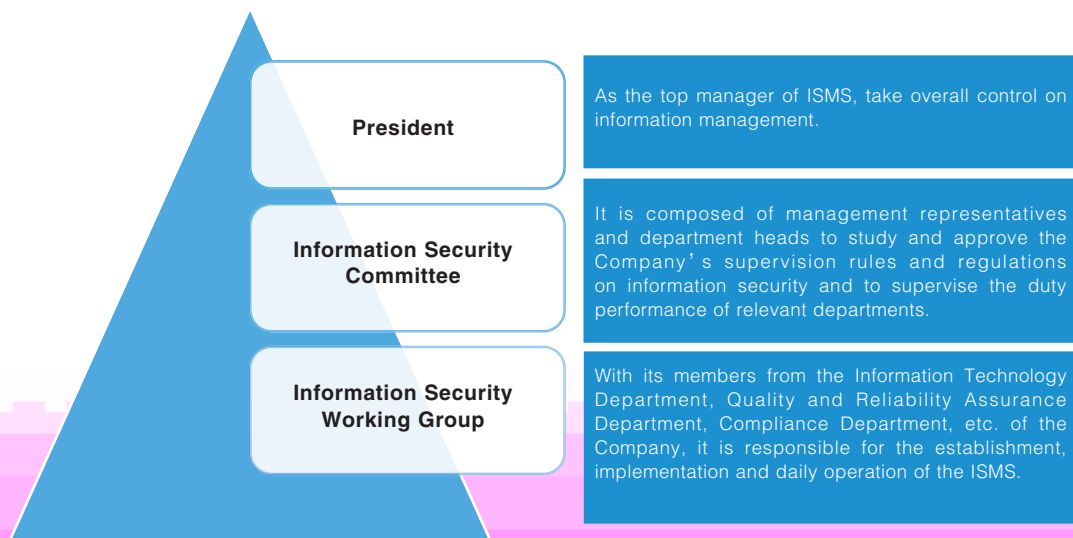 President
As the top manager of ISMS, take overall control on
information management.
Information Security
Committee
It is composed of management representatives
and department heads to study and approve the
Company’s supervision rules and regulations
on information security and to supervise the duty
performance of relevant departments.
Information Security
Working Group
With its members from the Information Technology
Department, Quality and Reliability Assurance
Department, Compliance Department, etc. of the
Company, it is responsible for the establishment,
implementation and daily operation of the ISMS.